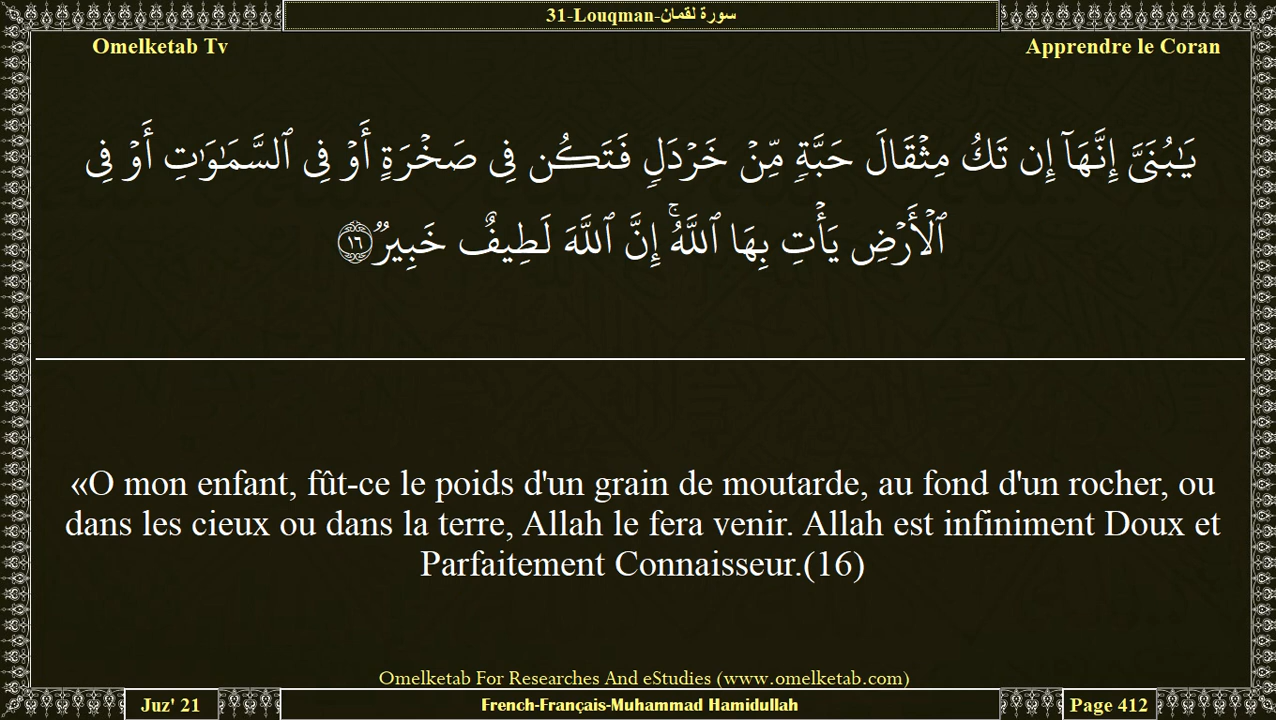 31-Louqman-سورة لقمان
Omelketab Tv
Apprendre le Coran
يَٰبُنَىَّ إِنَّهَآ إِن تَكُ مِثْقَالَ حَبَّةٍ مِّنْ خَرْدَلٍ فَتَكُن فِى صَخْرَةٍ أَوْ فِى ٱلسَّمَٰوَٰتِ أَوْ فِى
ٱلْأَرْضِ يَأْتِ بِهَا ٱللَّهُ ۚ إِنَّ ٱللَّهَ لَطِيفٌ خَبِيرٌ ١٦
«O mon enfant, fût-ce le poids d'un grain de moutarde, au fond d'un rocher, ou
dans les cieux ou dans la terre, Allah le fera venir. Allah est infiniment Doux et
Parfaitement Connaisseur.(16)
Omelketab For Researches And eStudies (www.omelketab.com)
Juz' 21
French-Français-Muhammad Hamidullah
Page 412